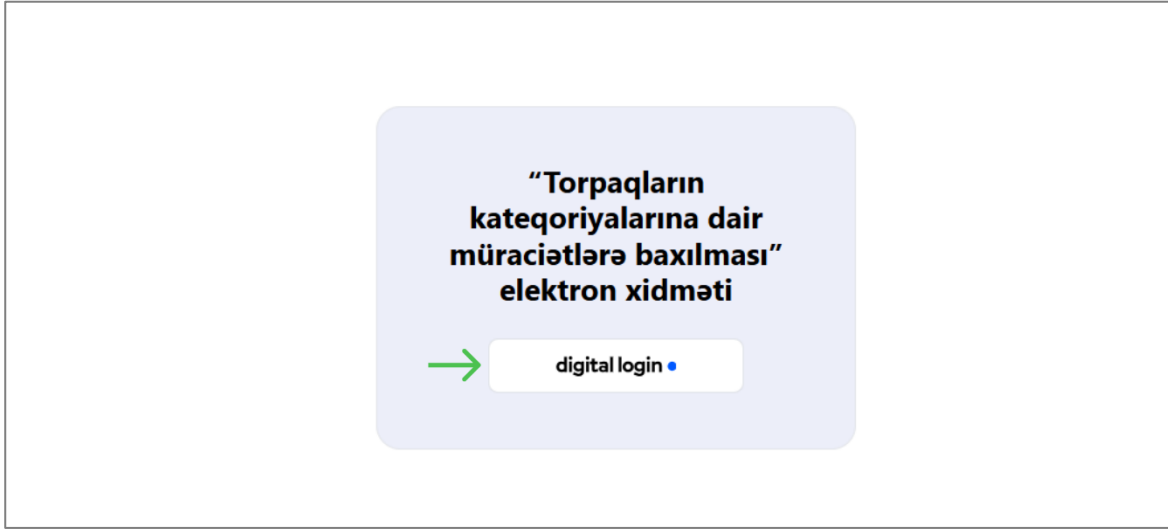 “Torpaqların
kateqoriyalarına dair
müraciətlərə baxılması”
elektron xidməti
digital login